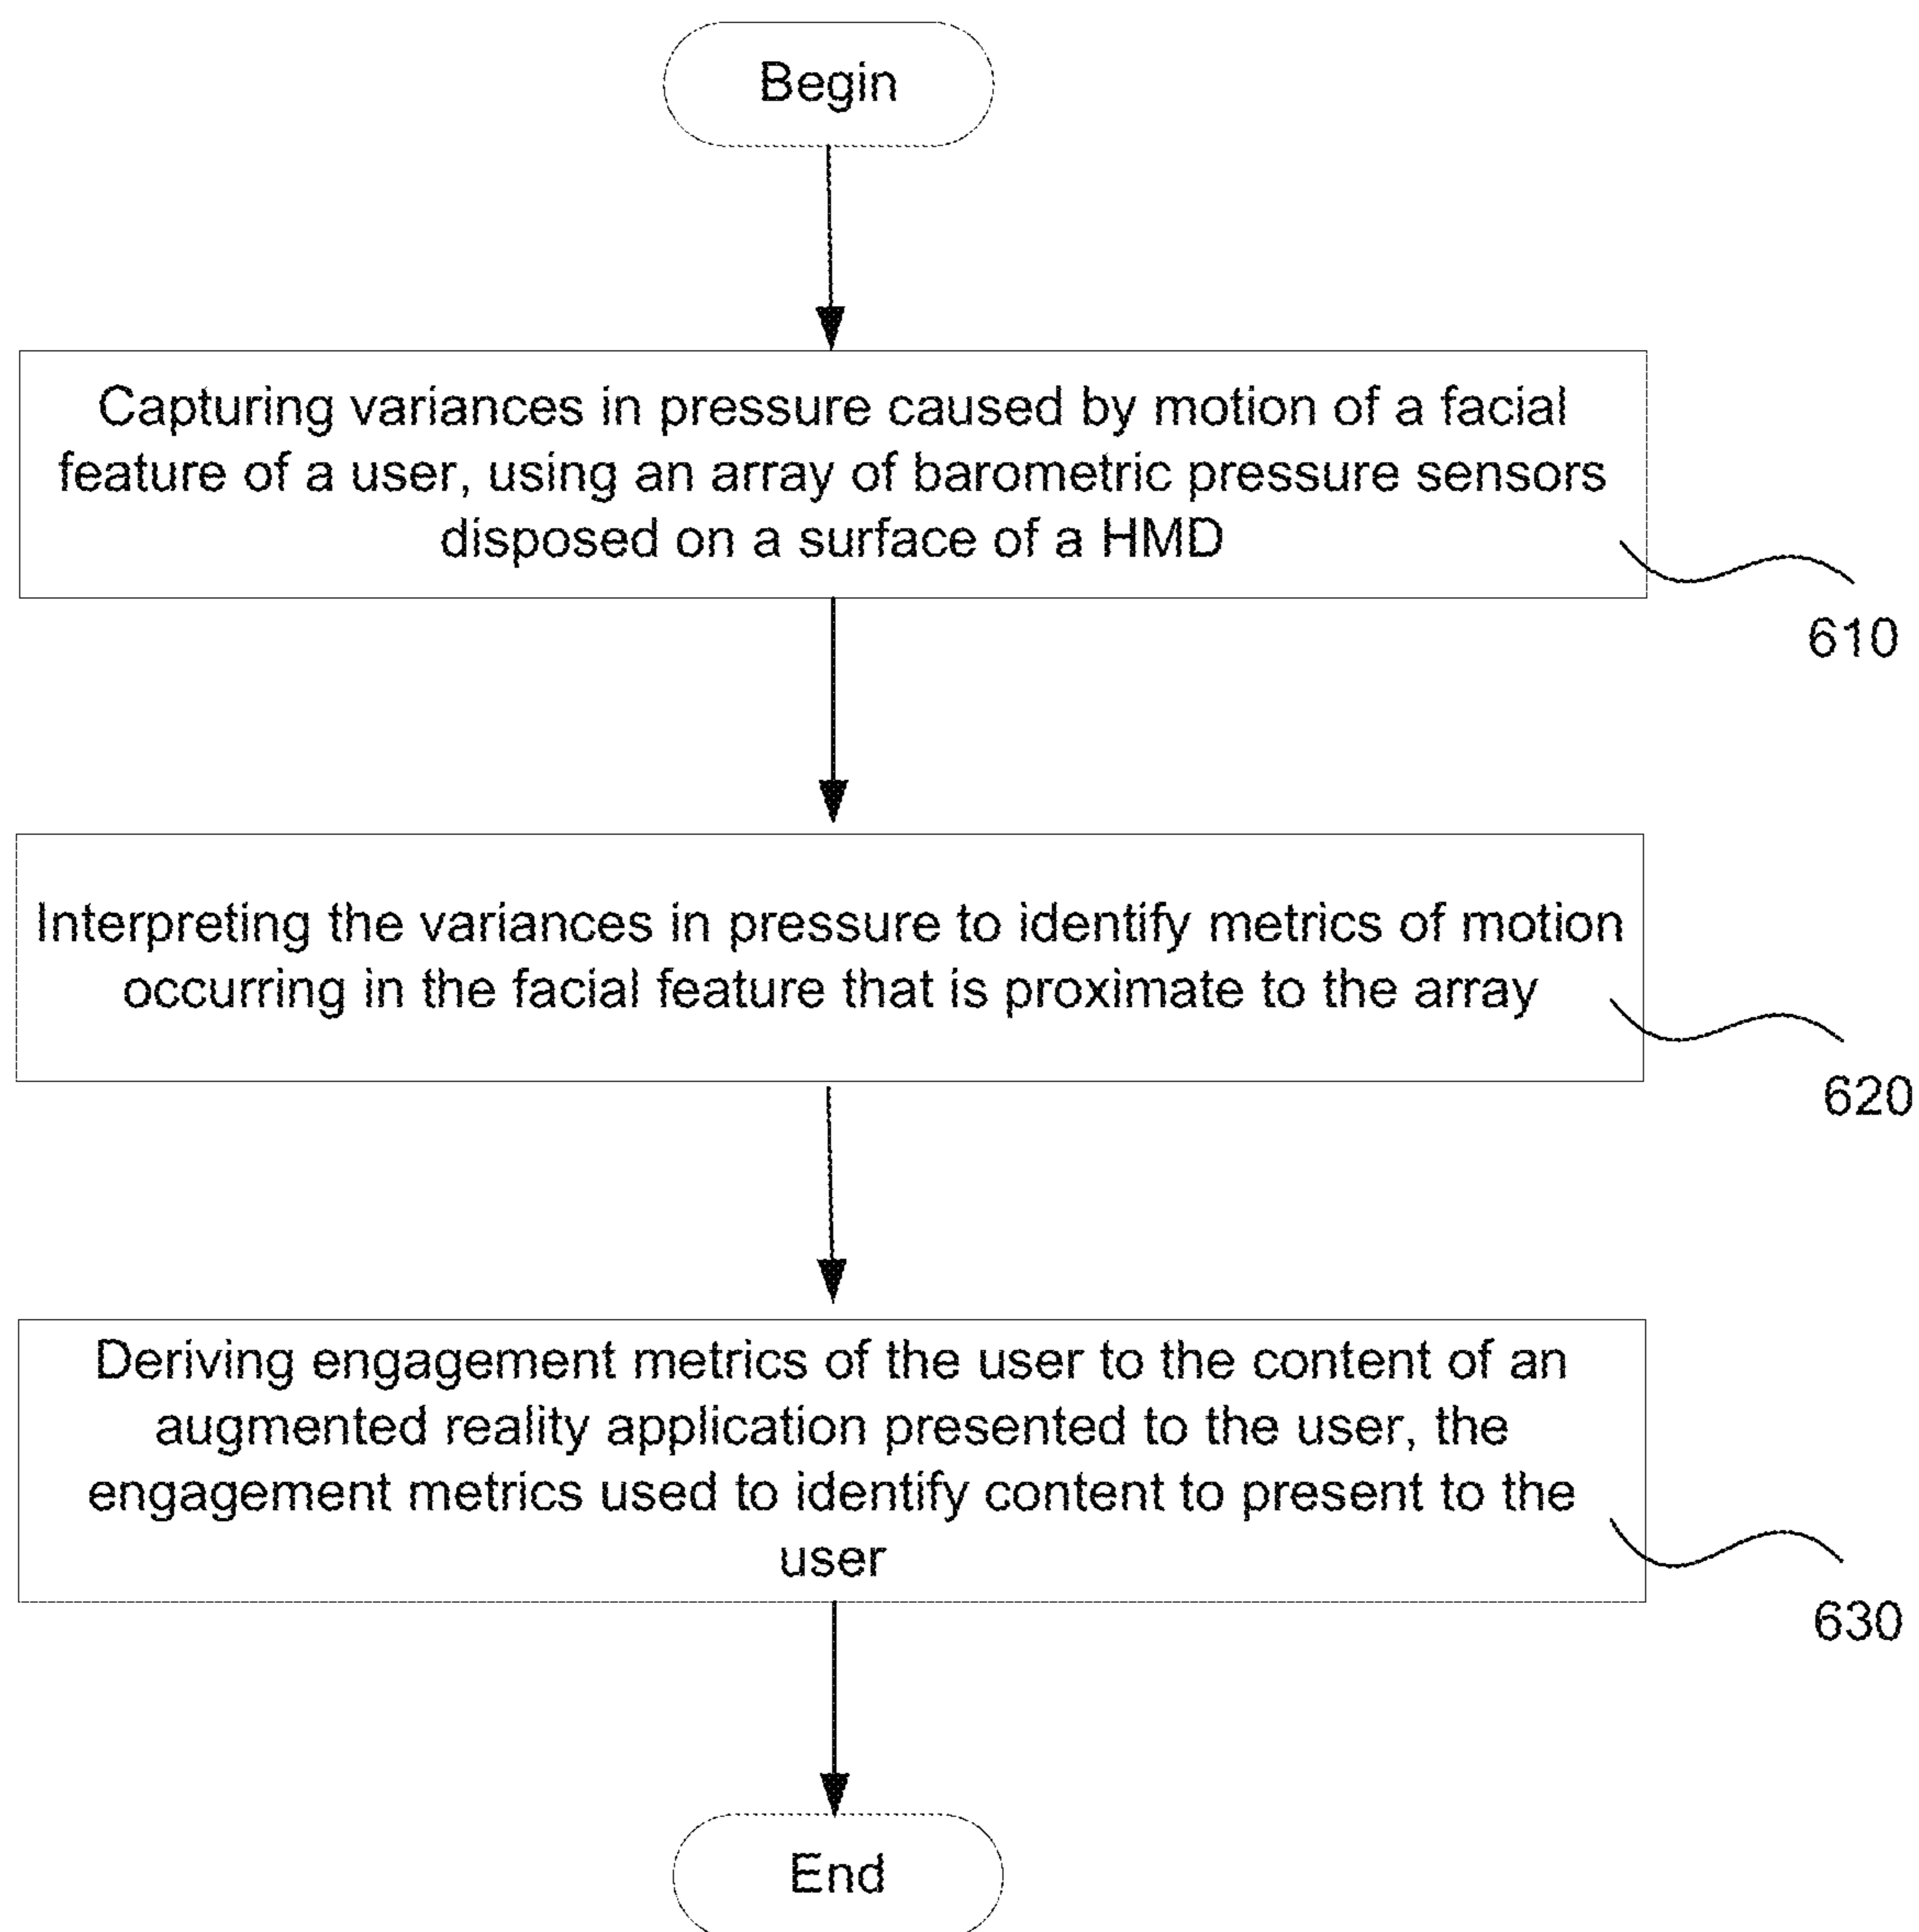 Begin
Capturing variances in pressure caused by motion of a facial
feature of a user, using an array of barometric pressure sensors
disposed on a surface of a HMD
610
Interpreting the variances in pressure to identify metrics of motion
occurring in the facial feature that is proximate to the array
620
Deriving engagement metrics of the user to the content of an
augmented reality application presented to the user, the
engagement metrics used to identify content to present to the
user
630
End